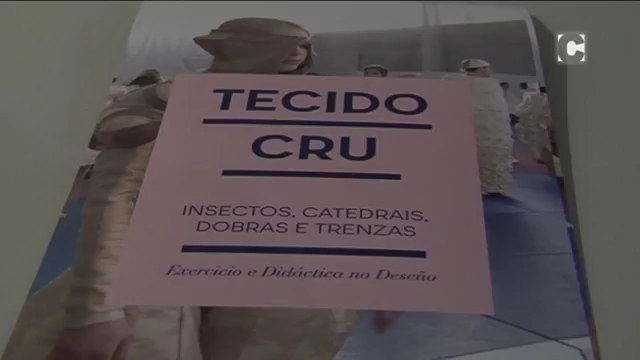 C
TECIDO
CRU
INSECTOS, CATEDRAIS,
DOBRAS E TRENZAS
Exercicio e Didáctica no Deseño